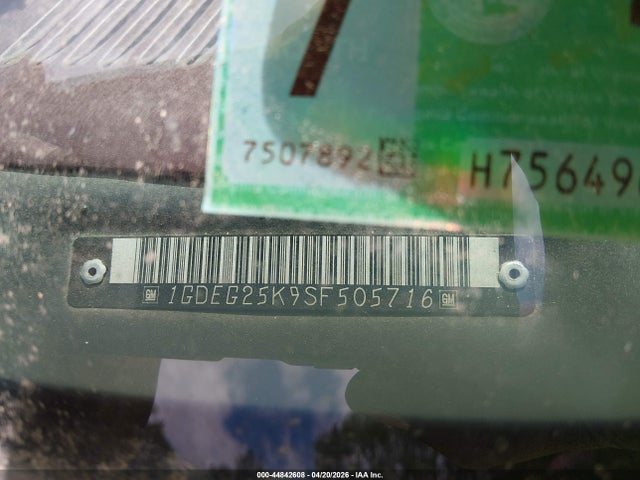 7507892
H75649
GM 1GDEG25K9SF505716 GM
000-44842608 - 04/20/2026 - IAA Inc.